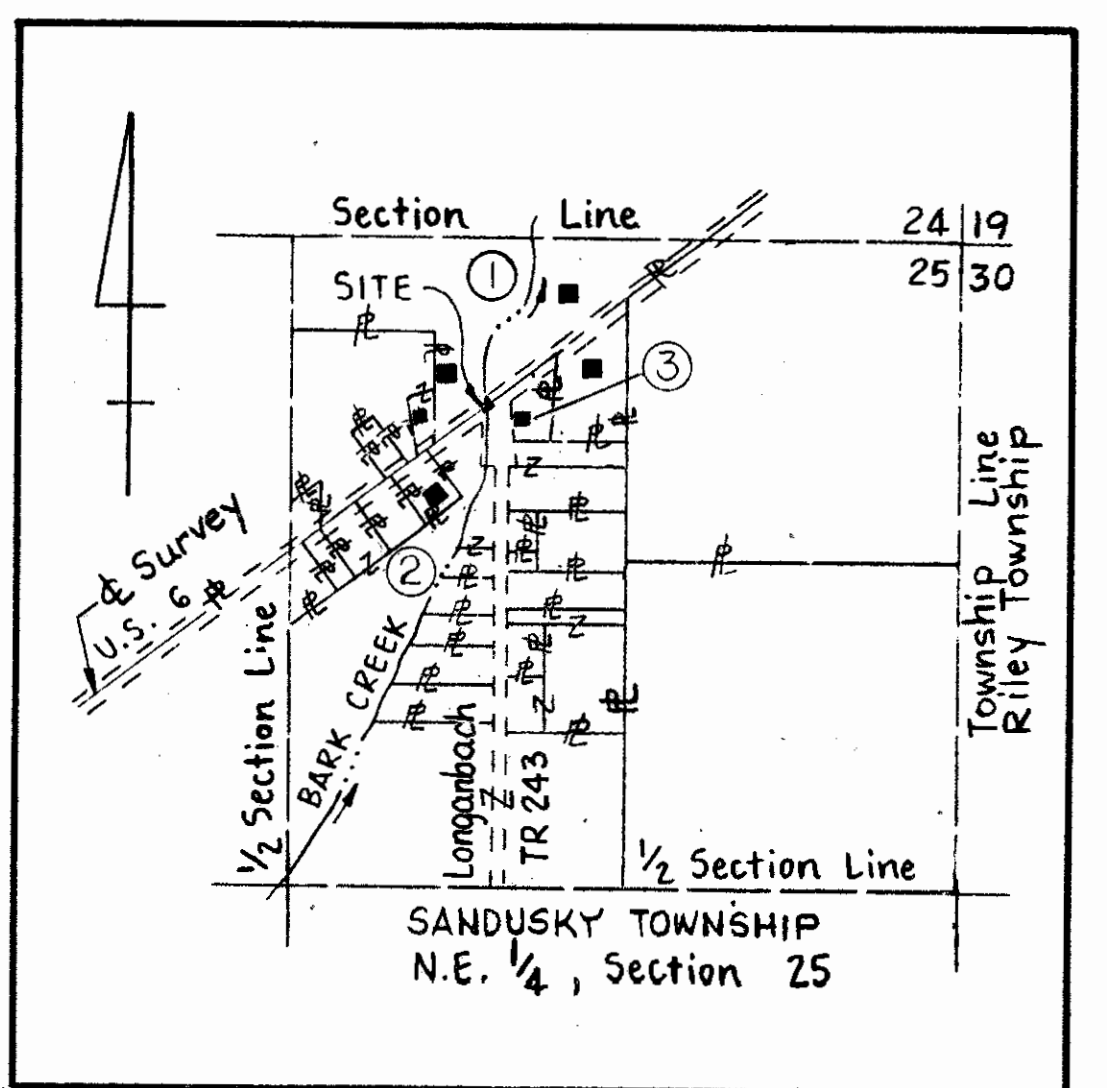 Section Line
24 19
25 30
SITE
1
3
2
℄ Survey
U.S. 6
½ Section Line
BARK CREEK
Longanbach
TR 243
Township Line
Riley Township
½ Section Line
SANDUSKY TOWNSHIP
N.E. ¼, Section 25